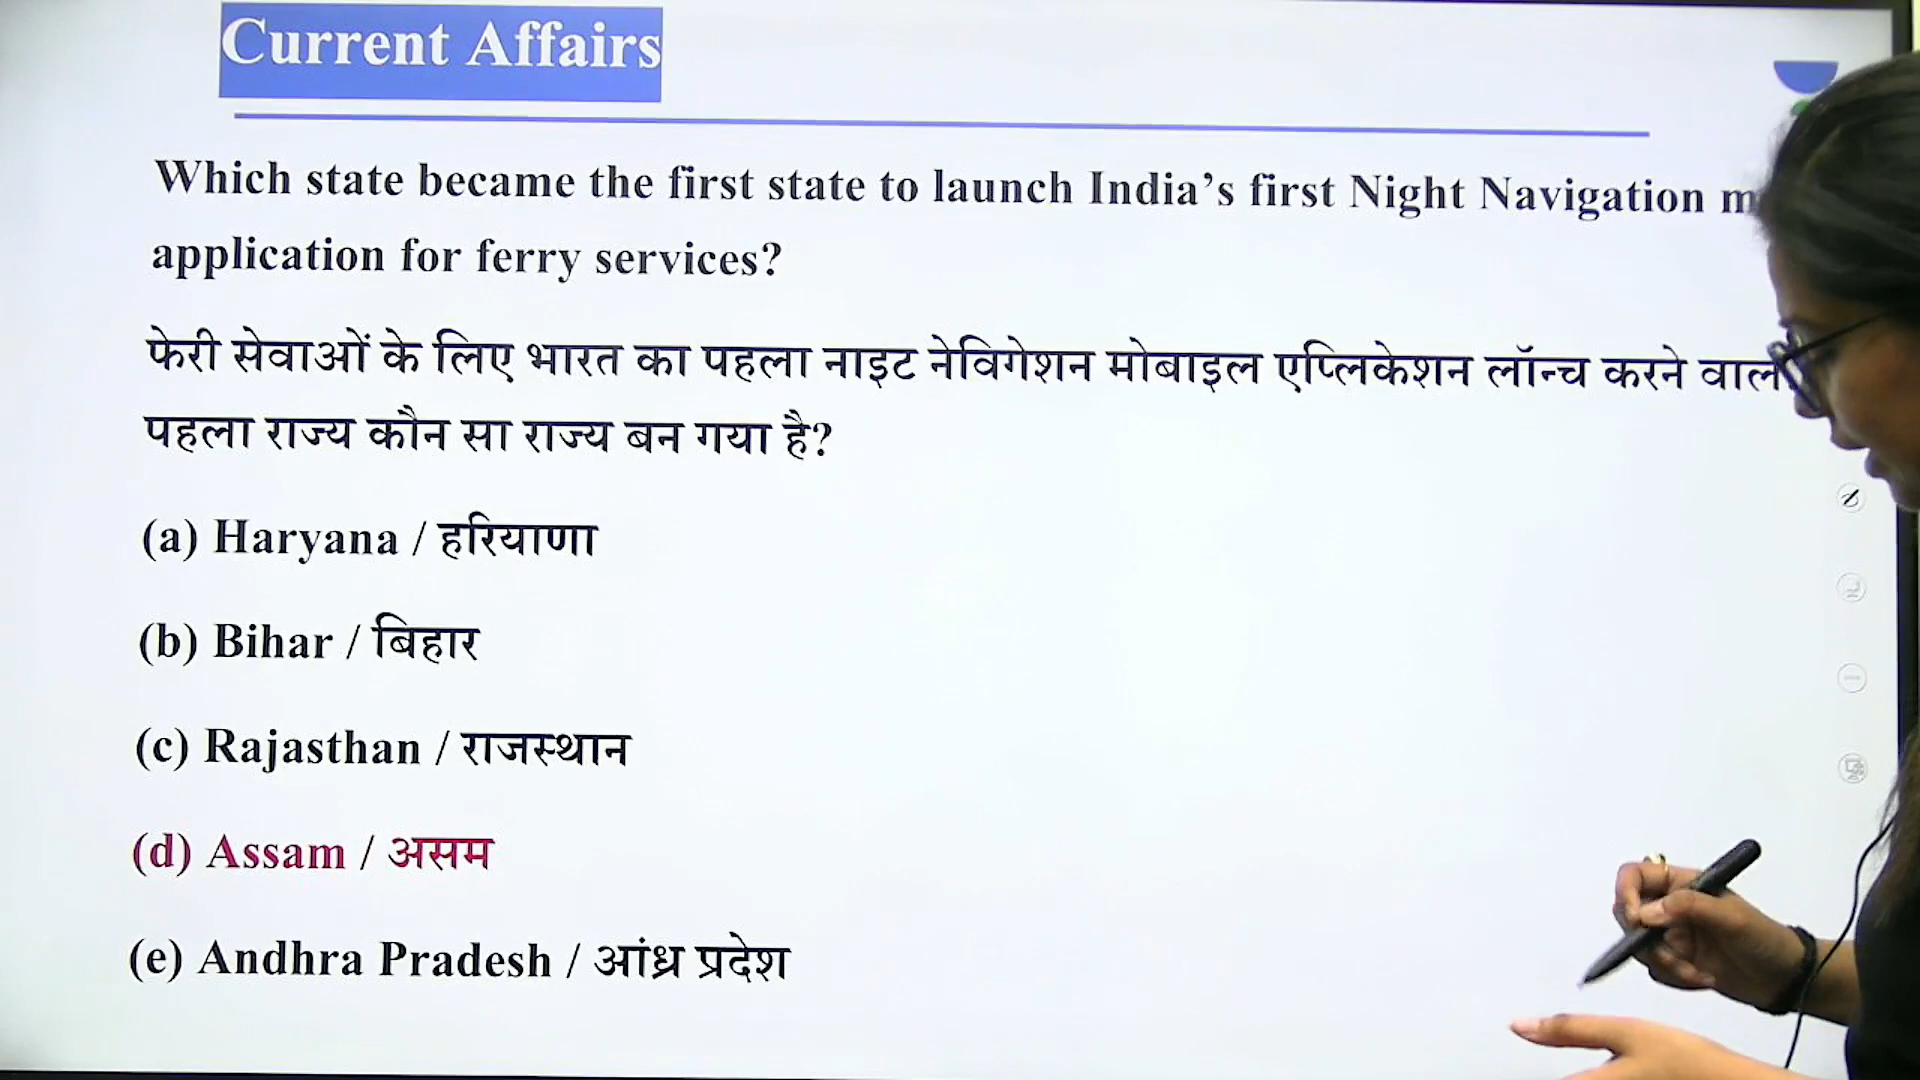 Current Affairs
Which state became the first state to launch India’s first Night Navigation
application for ferry services?
फेरी सेवाओं के लिए भारत का पहला नाइट नेविगेशन मोबाइल एप्लिकेशन लॉन्च करने
पहला राज्य कौन सा राज्य बन गया है?
(a) Haryana / हरियाणा
(b) Bihar / बिहार
(c) Rajasthan / राजस्थान
(d) Assam / असम
(e) Andhra Pradesh / आंध्र प्रदेश